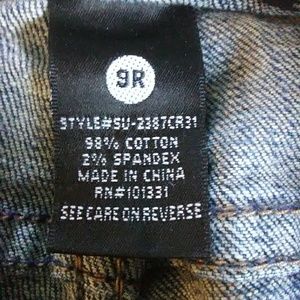 9R
STYLE#SU-2387CR31
98% COTTON
2% SPANDEX
MADE IN CHINA
RN#101331
SEE CARE ON REVERSE